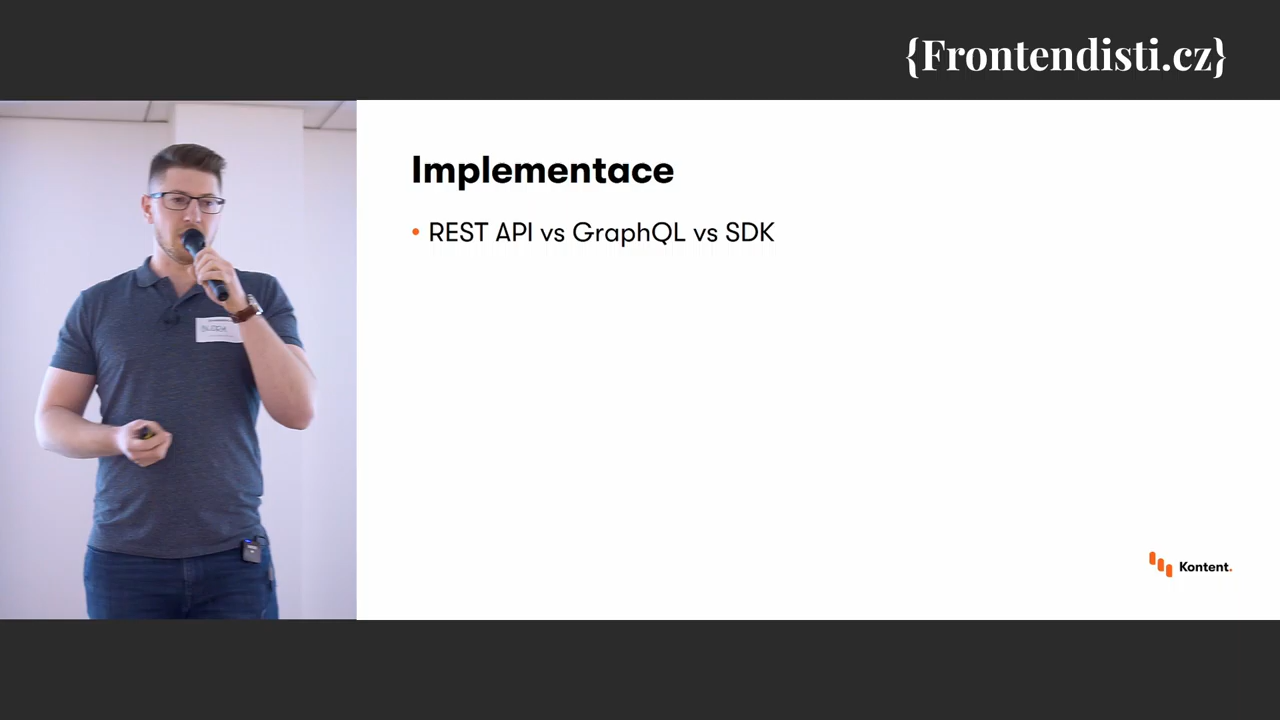 {Frontendisti.cz}
Implementace
• REST API vs GraphQL vs SDK
Kontent.